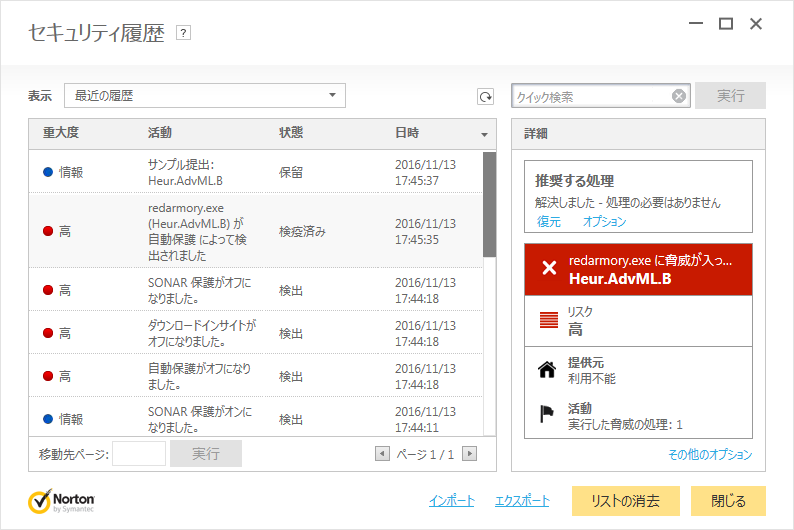 セキュリティ履歴 ?
表示 最近の履歴
クイック検索 実行
重大度 活動 状態 日時
情報 サンプル提出: Heur.AdvML.B 保留 2016/11/13 17:45:37
高 redarmory.exe (Heur.AdvML.B) が 自動保護 によって検出されました 検疫済み 2016/11/13 17:45:35
高 SONAR 保護がオフになりました。 検出 2016/11/13 17:44:18
高 ダウンロードインサイトがオフになりました。 検出 2016/11/13 17:44:18
高 自動保護がオフになりました。 検出 2016/11/13 17:44:18
情報 SONAR 保護がオンになりました。 検出 2016/11/13 17:44:11
移動先ページ: 実行 ページ 1 / 1
詳細
推奨する処理
解決しました - 処理の必要はありません
復元 オプション
redarmory.exe に脅威が入っ...
Heur.AdvML.B
リスク
高
提供元
利用不能
活動
実行した脅威の処理: 1
その他のオプション
Norton
by Symantec
インポート エクスポート リストの消去 閉じる